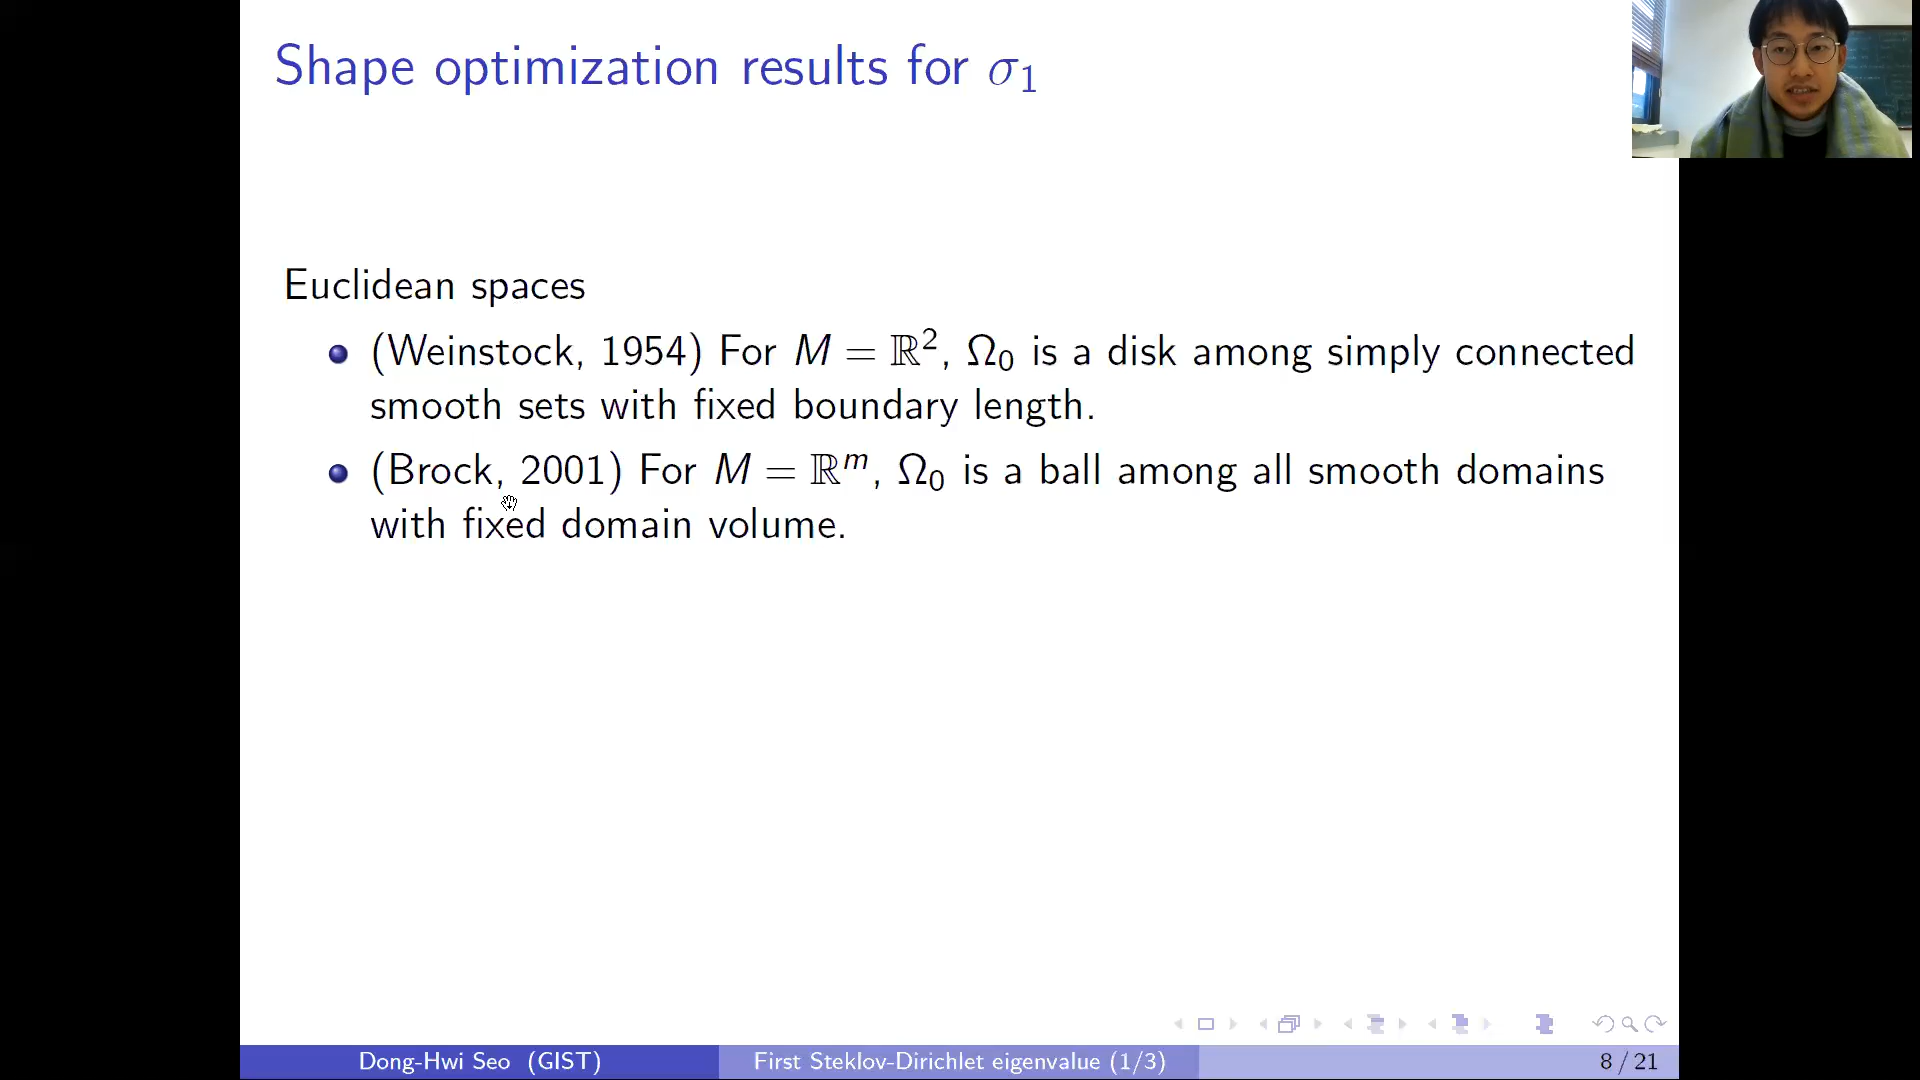 Shape optimization results for σ₁
Euclidean spaces
(Weinstock, 1954) For M = ℝ², Ω₀ is a disk among simply connected
smooth sets with fixed boundary length.
(Brock, 2001) For M = ℝᵐ, Ω₀ is a ball among all smooth domains
with fixed domain volume.
Dong-Hwi Seo (GIST) First Steklov-Dirichlet eigenvalue (1/3) 8 / 21